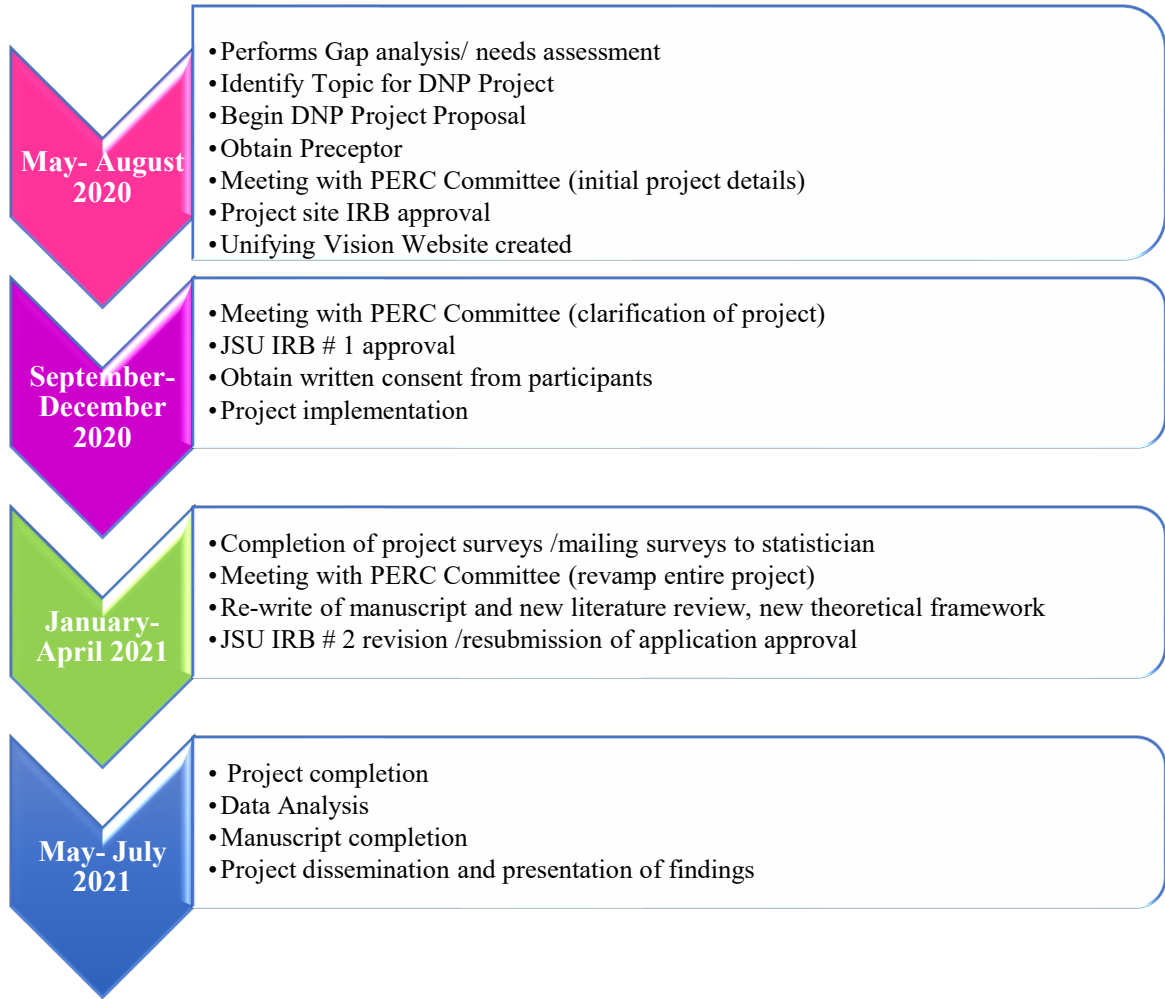 May- August
2020
•Performs Gap analysis/ needs assessment
•Identify Topic for DNP Project
•Begin DNP Project Proposal
•Obtain Preceptor
•Meeting with PERC Committee (initial project details)
•Project site IRB approval
•Unifying Vision Website created
September-
December
2020
•Meeting with PERC Committee (clarification of project)
•JSU IRB # 1 approval
•Obtain written consent from participants
•Project implementation
January-
April 2021
•Completion of project surveys /mailing surveys to statistician
•Meeting with PERC Committee (revamp entire project)
•Re-write of manuscript and new literature review, new theoretical framework
•JSU IRB # 2 revision /resubmission of application approval
May- July
2021
• Project completion
•Data Analysis
•Manuscript completion
•Project dissemination and presentation of findings